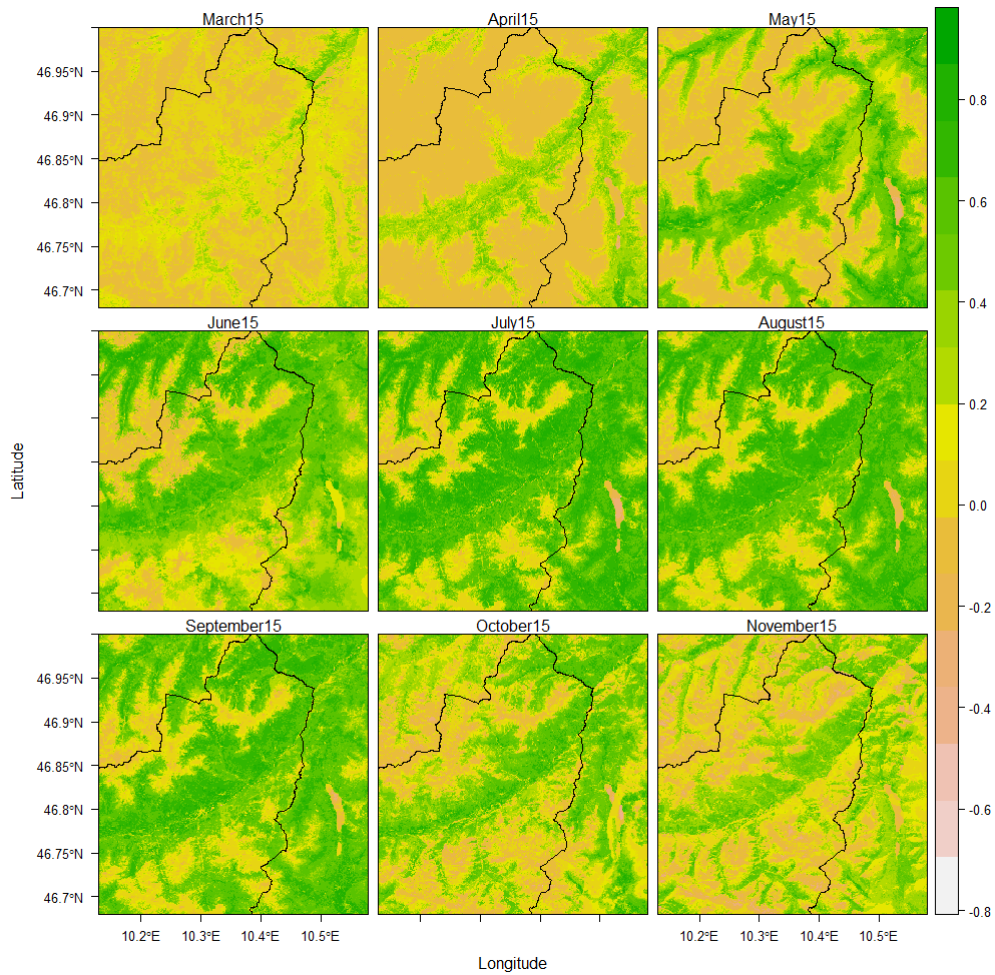 March15 April15 May15
46.95°N
46.9°N
46.85°N
46.8°N
46.75°N
46.7°N
0.8
0.6
0.4
0.2
0.0
-0.2
-0.4
-0.6
-0.8
June15 July15 August15
Latitude
September15 October15 November15
46.95°N
46.9°N
46.85°N
46.8°N
46.75°N
46.7°N
10.2°E 10.3°E 10.4°E 10.5°E
10.2°E 10.3°E 10.4°E 10.5°E
Longitude